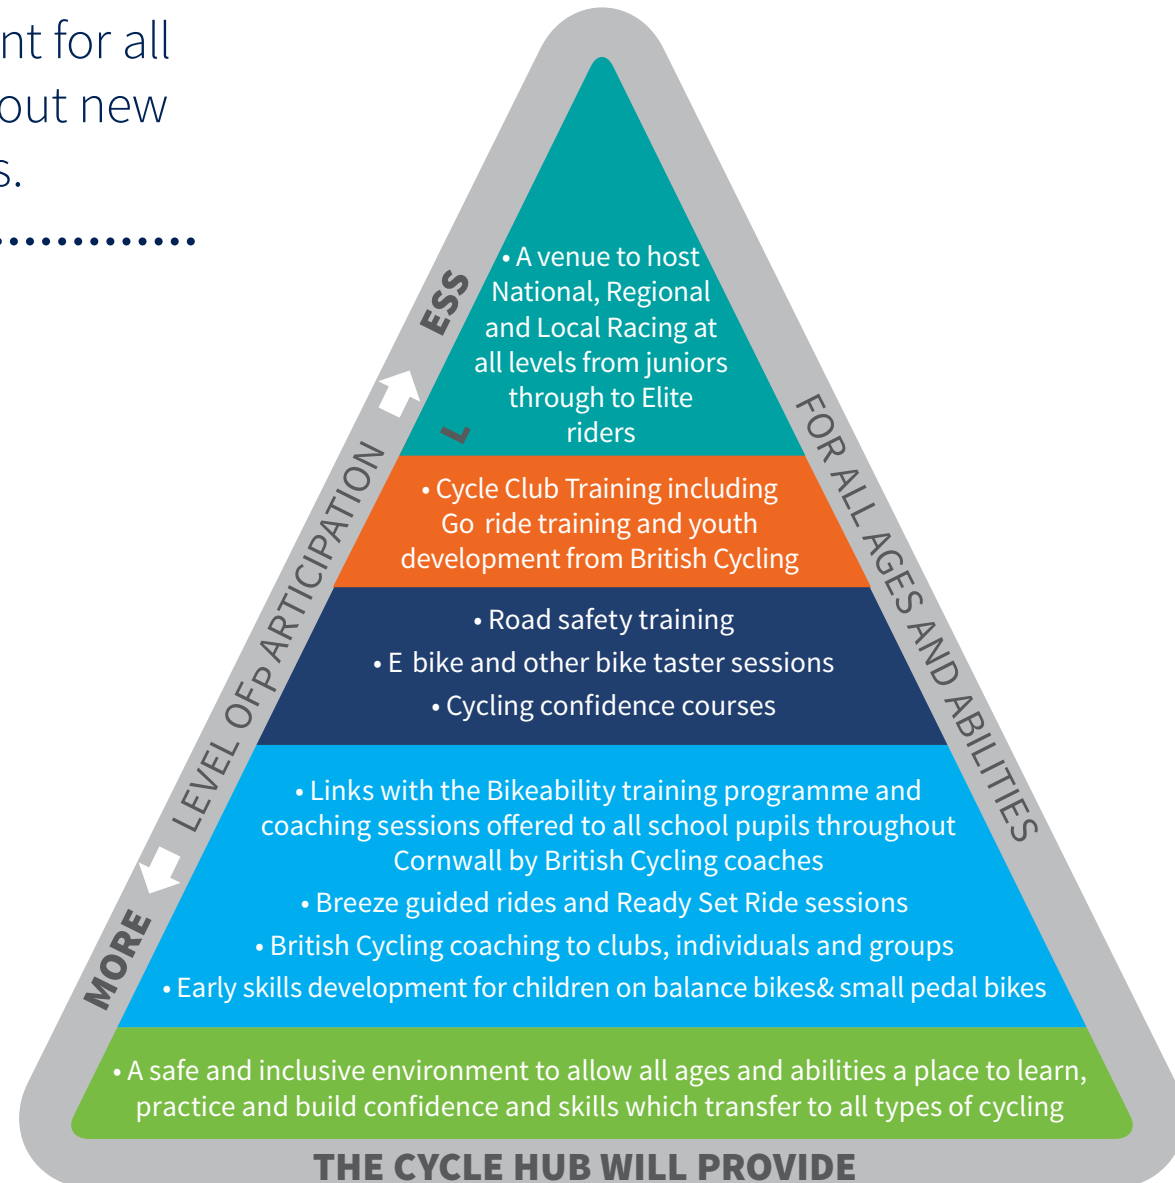 nt for all
out new
s.
• A venue to host
National, Regional
and Local Racing at
all levels from juniors
through to Elite
riders
• Cycle Club Training including
Go ride training and youth
development from British Cycling
• Road safety training
• E bike and other bike taster sessions
• Cycling confidence courses
• Links with the Bikeability training programme and
coaching sessions offered to all school pupils throughout
Cornwall by British Cycling coaches
• Breeze guided rides and Ready Set Ride sessions
• British Cycling coaching to clubs, individuals and groups
• Early skills development for children on balance bikes& small pedal bikes
• A safe and inclusive environment to allow all ages and abilities a place to learn,
practice and build confidence and skills which transfer to all types of cycling
MORE
LEVEL OF PARTICIPATION
L ESS
FOR ALL AGES AND ABILITIES
THE CYCLE HUB WILL PROVIDE